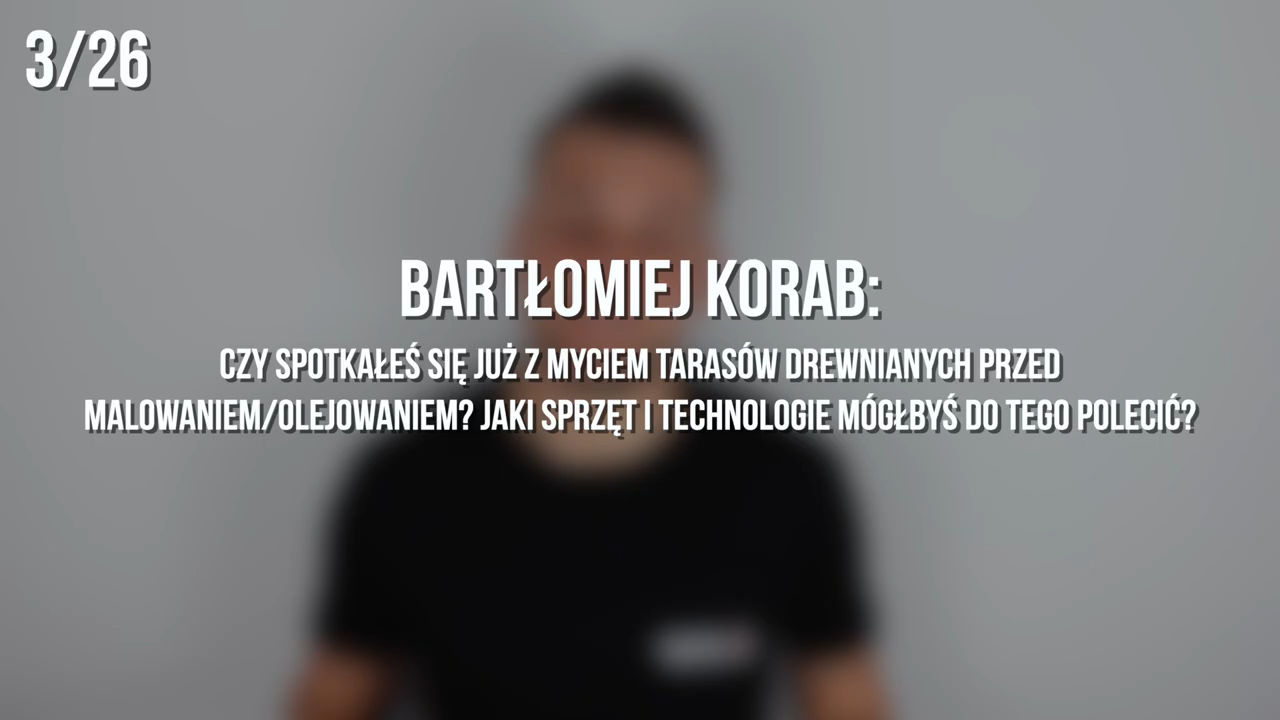 3/26
BARTŁOMIEJ KORAB:
CZY SPOTKAŁEŚ SIĘ JUŻ Z MYCIEM TARASÓW DREWNIANYCH PRZED
MALOWANIEM/OLEJOWANIEM? JAKI SPRZĘT I TECHNOLOGIE MÓGŁBYŚ DO TEGO POLECIĆ?